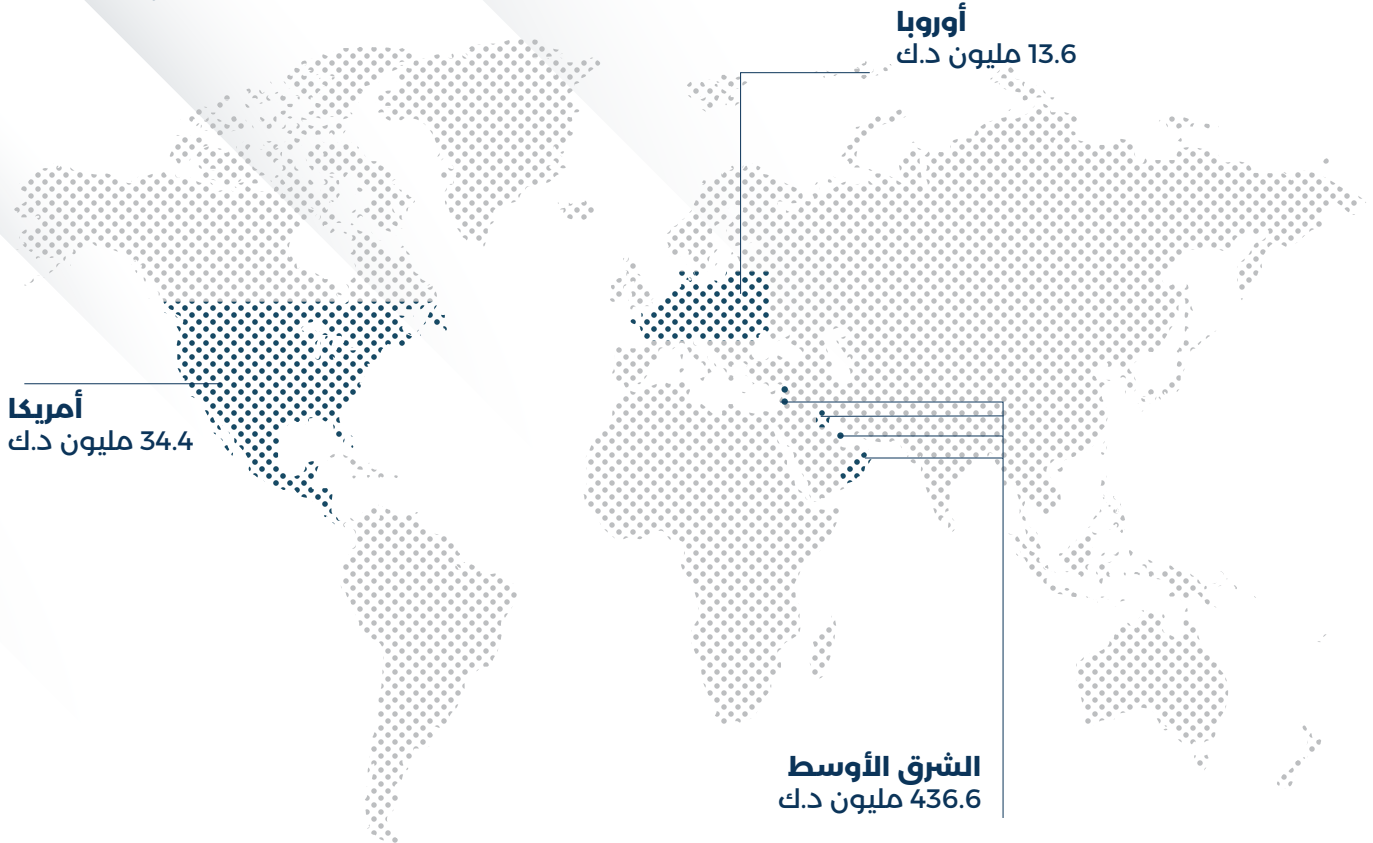 أوروبا
13.6 مليون د.ك
أمريكا
34.4 مليون د.ك
الشرق الأوسط
436.6 مليون د.ك